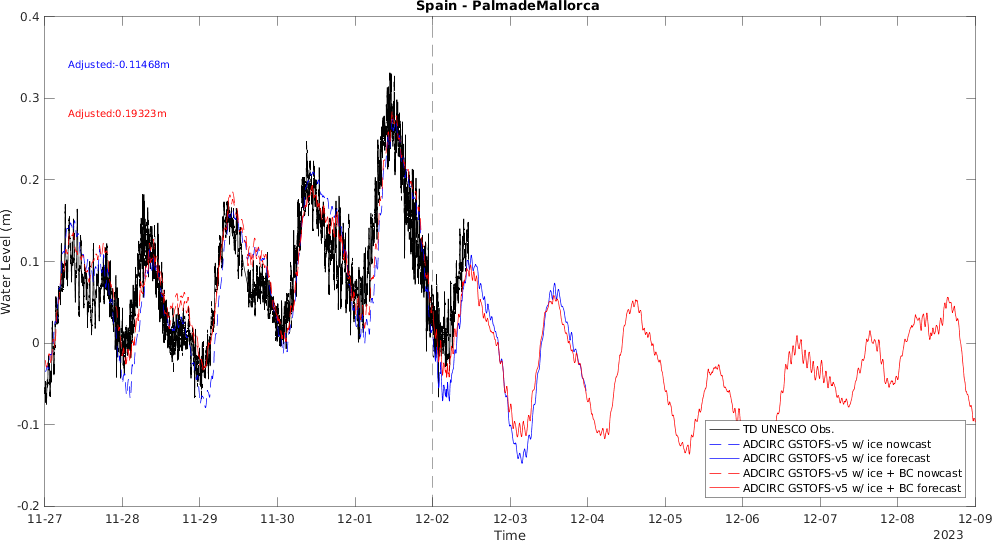 Spain - PalmadeMallorca
Adjusted:-0.11468m
Adjusted:0.19323m
Water Level (m)
0.4
0.3
0.2
0.1
0
-0.1
-0.2
TD UNESCO Obs.
ADCIRC GSTOFS-v5 w/ ice nowcast
ADCIRC GSTOFS-v5 w/ ice forecast
ADCIRC GSTOFS-v5 w/ ice + BC nowcast
ADCIRC GSTOFS-v5 w/ ice + BC forecast
11-27 11-28 11-29 11-30 12-01 12-02 12-03 12-04 12-05 12-06 12-07 12-08 12-09
Time
2023